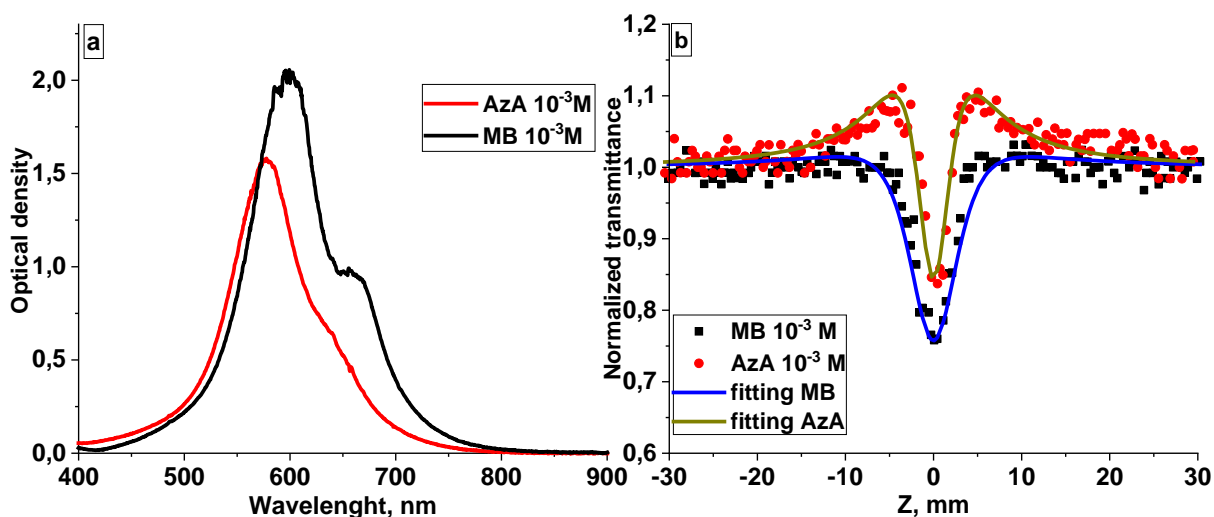 a
2,0
1,5
1,0
0,5
0,0
Optical density
AzA 10⁻³M
MB 10⁻³M
400 500 600 700 800 900
Wavelenght, nm
b
1,2
1,1
1,0
0,9
0,8
0,7
0,6
Normalized transmittance
MB 10⁻³ M
AzA 10⁻³ M
fitting MB
fitting AzA
-30 -20 -10 0 10 20 30
Z, mm